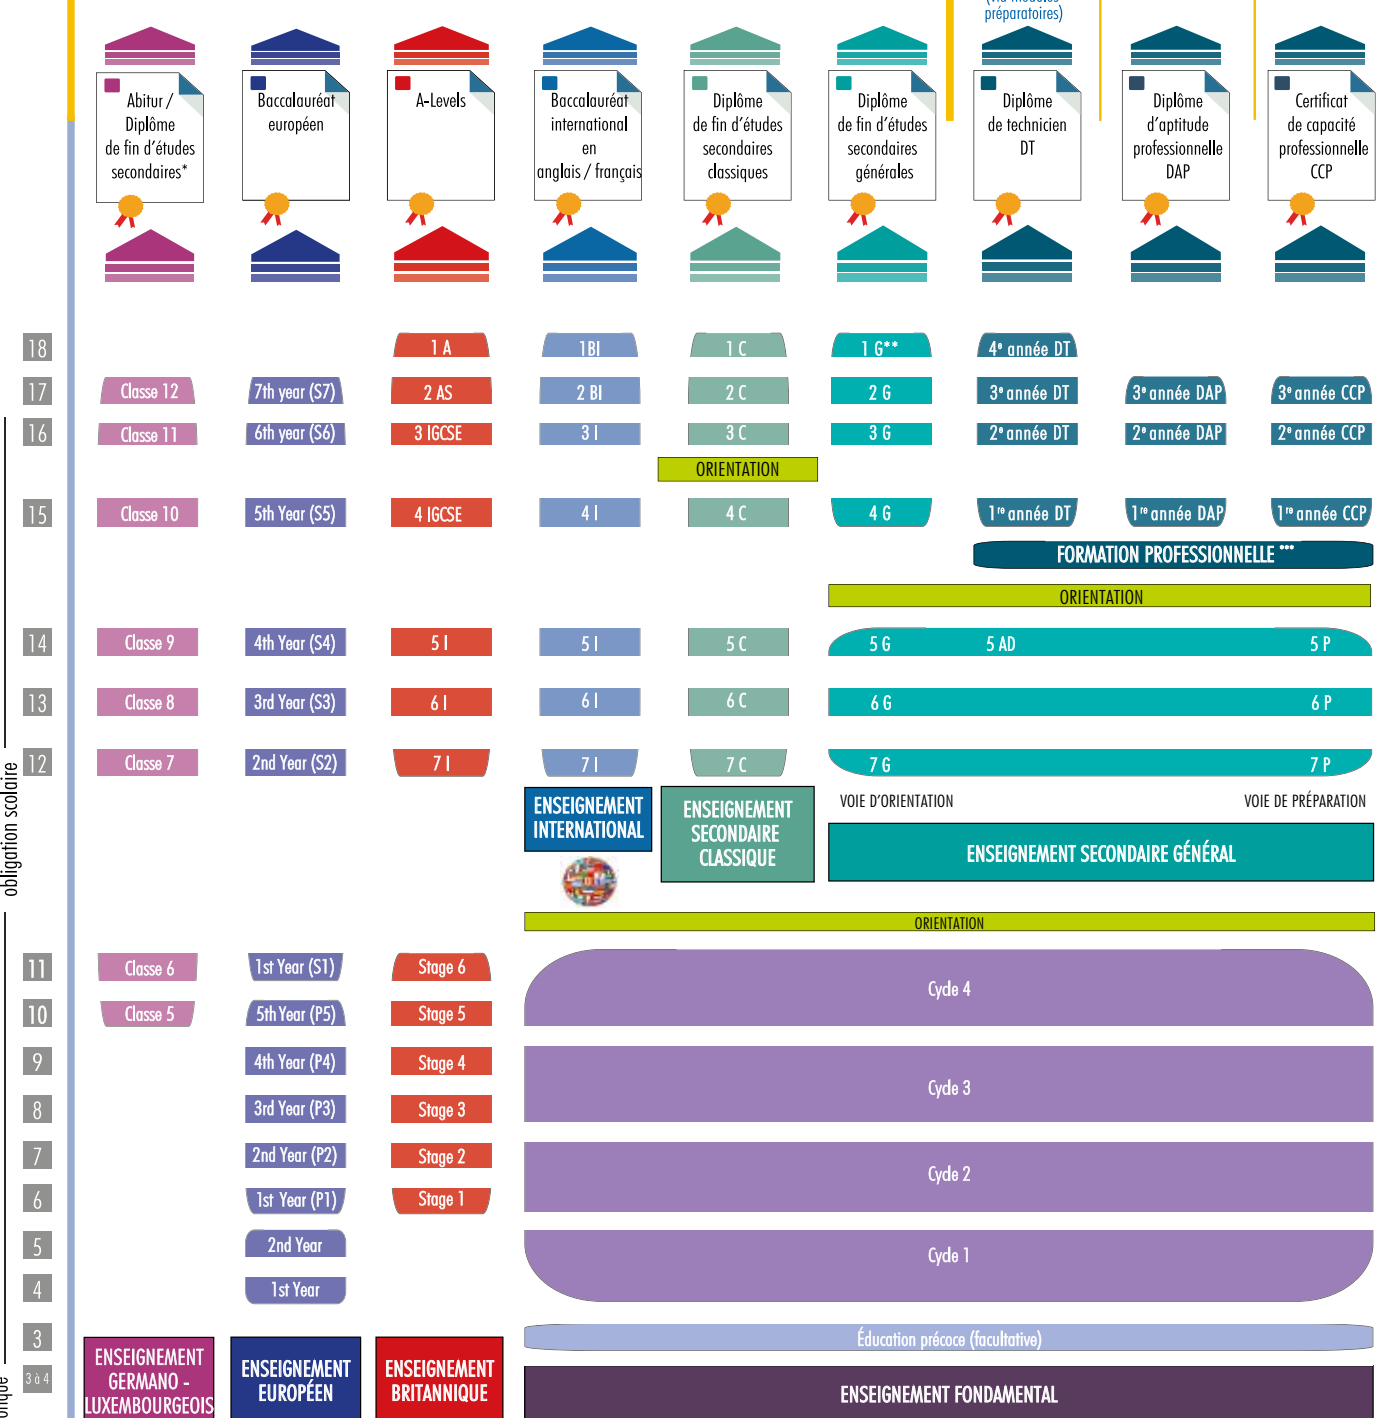 (via modules
préparatoires)
Abitur /
Diplôme
de fin d'études
secondaires*
Baccalauréat
européen
A-Levels
Baccalauréat
international
en
anglais / français
Diplôme
de fin d'études
secondaires
classiques
Diplôme
de fin d'études
secondaires
générales
Diplôme
de technicien
DT
Diplôme
d'aptitude
professionnelle
DAP
Certificat
de capacité
professionnelle
CCP
18 1 A 1BI 1 C 1 G** 4e année DT
17 Classe 12 7th year (S7) 2 AS 2 BI 2 C 2 G 3e année DT 3e année DAP 3e année CCP
16 Classe 11 6th year (S6) 3 IGCSE 3 I 3 C 3 G 2e année DT 2e année DAP 2e année CCP
ORIENTATION
15 Classe 10 5th Year (S5) 4 IGCSE 4 I 4 C 4 G 1re année DT 1re année DAP 1re année CCP
FORMATION PROFESSIONNELLE ***
ORIENTATION
14 Classe 9 4th Year (S4) 5 I 5 I 5 C 5 G 5 AD 5 P
13 Classe 8 3rd Year (S3) 6 I 6 I 6 C 6 G 6 P
12 Classe 7 2nd Year (S2) 7 I 7 I 7 C 7 G 7 P
obligation scolaire
ENSEIGNEMENT
INTERNATIONAL
ENSEIGNEMENT
SECONDAIRE
CLASSIQUE
VOIE D'ORIENTATION VOIE DE PRÉPARATION
ENSEIGNEMENT SECONDAIRE GÉNÉRAL
ORIENTATION
11 Classe 6 1st Year (S1) Stage 6
Cycle 4
10 Classe 5 5th Year (P5) Stage 5
9 4th Year (P4) Stage 4
Cycle 3
8 3rd Year (P3) Stage 3
7 2nd Year (P2) Stage 2
Cycle 2
6 1st Year (P1) Stage 1
5 2nd Year
Cycle 1
4 1st Year
3 Éducation précoce (facultative)
3 à 4
ENSEIGNEMENT
GERMANO -
LUXEMBOURGEOIS
ENSEIGNEMENT
EUROPÉEN
ENSEIGNEMENT
BRITANNIQUE
ENSEIGNEMENT FONDAMENTAL